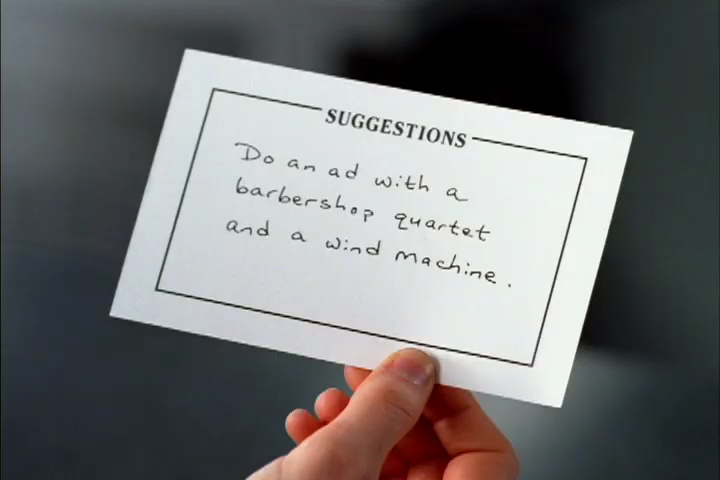 SUGGESTIONS
Do an ad with a
barbershop quartet
and a wind machine.